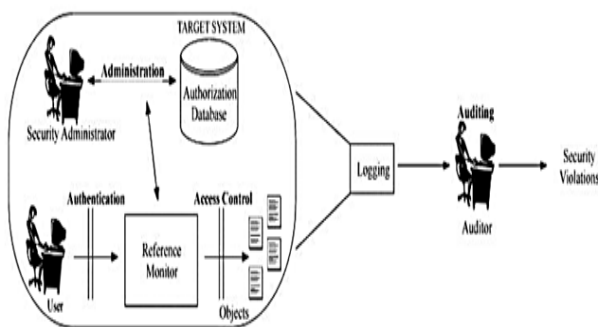 TARGET SYSTEM
Administration
Authorization
Database
Security Administrator
Authentication
Access Control
Reference
Monitor
User
Objects
Logging
Auditing
Auditor
Security
Violations